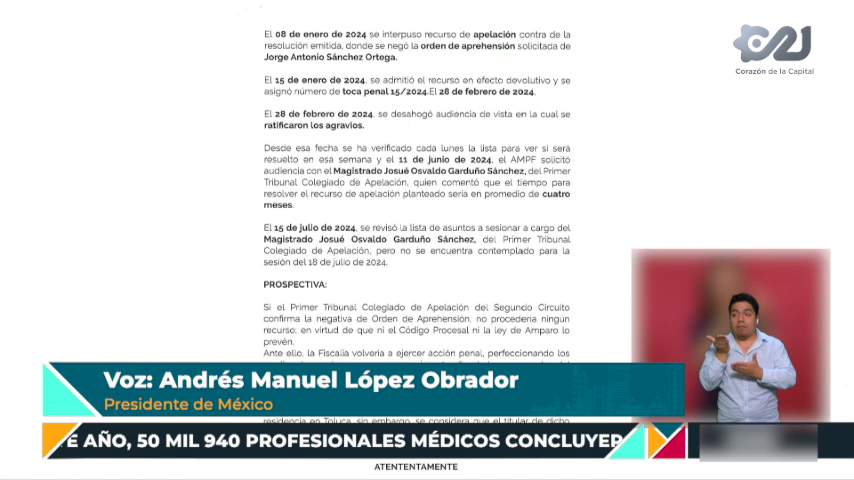 El 08 de enero de 2024 se interpuso recurso de apelación contra de la
resolución emitida, donde se negó la orden de aprehensión solicitada de
Jorge Antonio Sánchez Ortega.
El 15 de enero de 2024, se admitió el recurso en efecto devolutivo y se
asignó número de toca penal 15/2024.El 28 de febrero de 2024,
El 28 de febrero de 2024, se desahogó audiencia de vista en la cual se
ratificaron los agravios.
Desde esa fecha se ha verificado cada lunes la lista para ver si será
resuelto en esa semana y el 11 de junio de 2024, el AMPF solicitó
audiencia con el Magistrado Josué Osvaldo Garduño Sánchez, del Primer
Tribunal Colegiado de Apelación, quien comentó que el tiempo para
resolver el recurso de apelación planteado sería en promedio de cuatro
meses.
El 15 de julio de 2024, se revisó la lista de asuntos a sesionar a cargo del
Magistrado Josué Osvaldo Garduño Sánchez, del Primer Tribunal
Colegiado de Apelación, pero no se encuentra contemplado para la
sesión del 18 de julio de 2024.
PROSPECTIVA:
Si el Primer Tribunal Colegiado de Apelación del Segundo Circuito
confirma la negativa de Orden de Aprehensión, no procedería ningún
recurso; en virtud de que ni el Código Procesal ni la ley de Amparo lo
prevén.
Ante ello, la Fiscalía volvería a ejercer acción penal, perfeccionando los
residencia en Toluca, sin embargo, se considera que el titular de dicho
ATENTENTAMENTE
Corazón de la Capital
Voz: Andrés Manuel López Obrador
Presidente de México
E AÑO, 50 MIL 940 PROFESIONALES MÉDICOS CONCLUYER